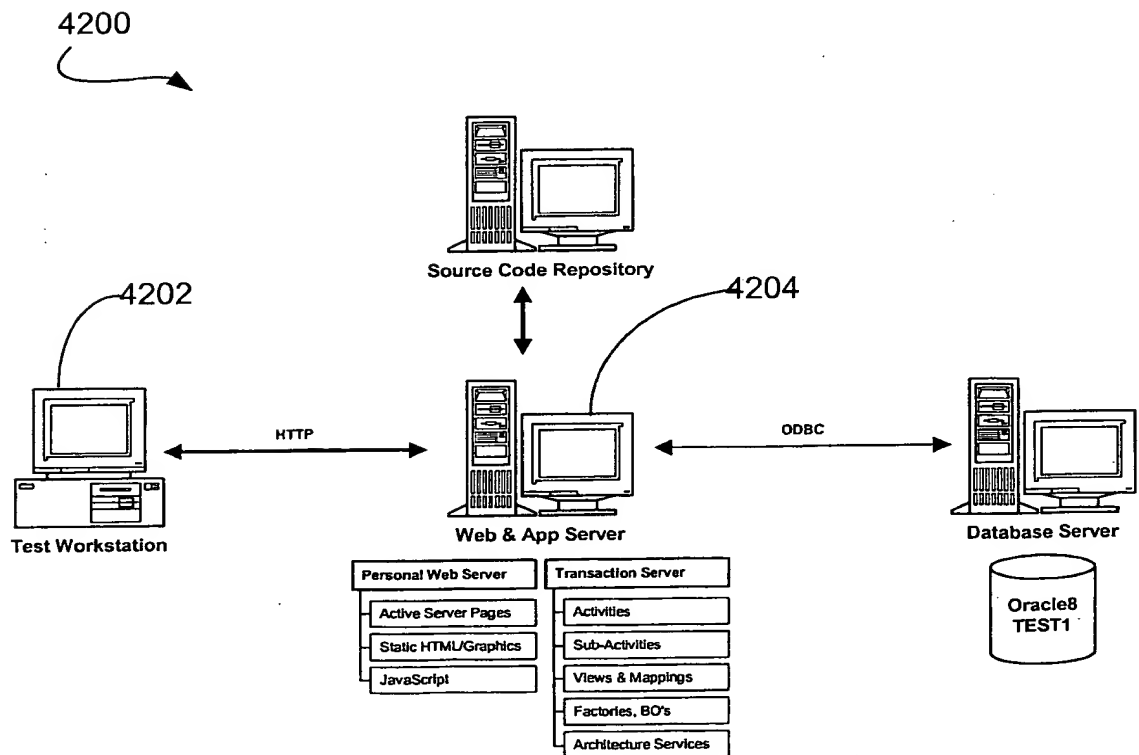 4200
Source Code Repository
4202
4204
HTTP
ODBC
Test Workstation
Web & App Server
Database Server
Personal Web Server
Active Server Pages
Static HTML/Graphics
JavaScript
Transaction Server
Activities
Sub-Activities
Views & Mappings
Factories, BO's
Architecture Services
Oracle8
TEST1